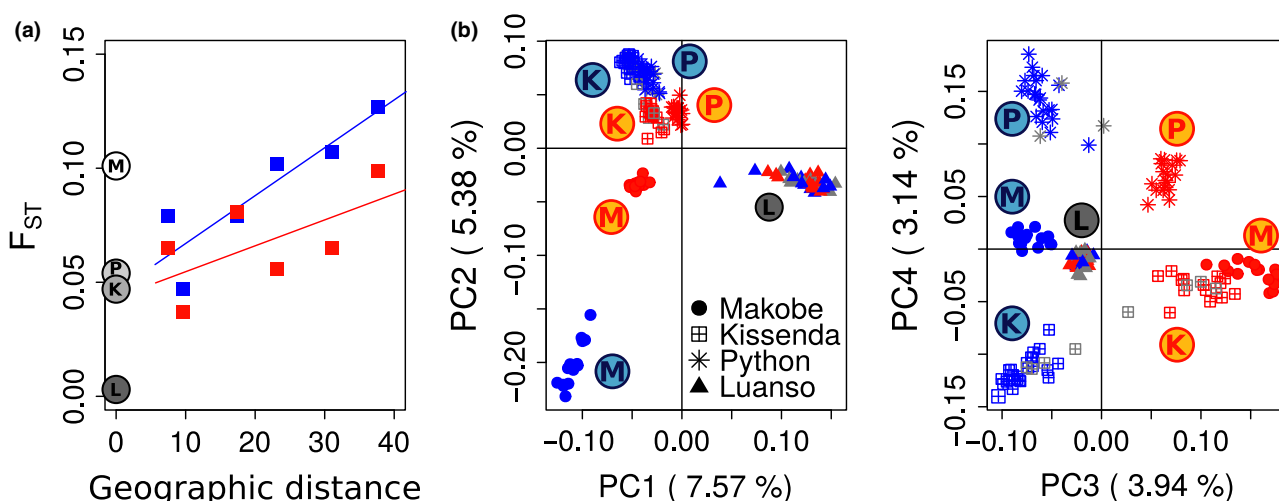 (a)
F_ST
0.00
0.05
0.10
0.15
M
P
K
L
0
10
20
30
40
Geographic distance
(b)
PC2 ( 5.38 %)
0.10
0.00
−0.10
−0.20
K
P
K
P
M
L
M
Makobe
Kissenda
Python
Luanso
−0.10
0.00
0.10
PC1 ( 7.57 %)
PC4 ( 3.14 %)
0.15
0.05
−0.05
−0.15
P
P
M
L
M
K
K
−0.10
0.00
0.10
PC3 ( 3.94 %)